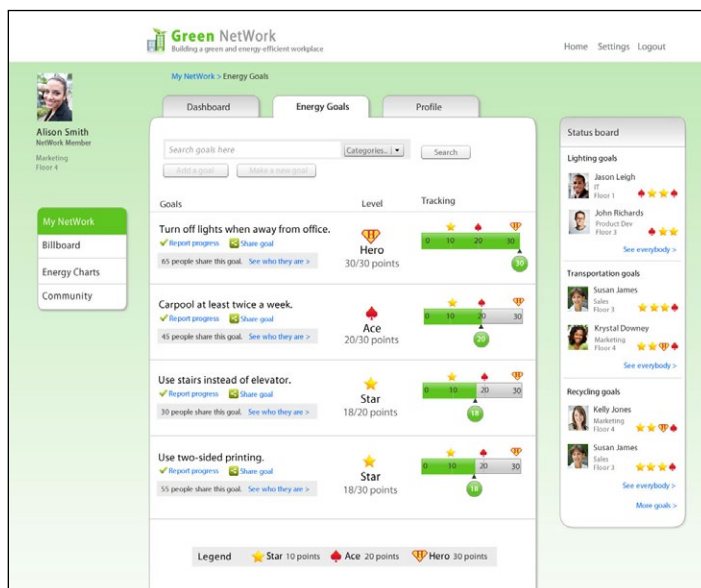 Green NetWork
Building a green and energy-efficient workplace
Home Settings Logout
My NetWork > Energy Goals
Alison Smith
NetWork Member
Marketing
Floor 4
Dashboard
Energy Goals
Profile
My NetWork
Billboard
Energy Charts
Community
Search goals here
Categories..
Search
Add a goal
Make a new goal
Goals
Level
Tracking
Turn off lights when away from office.
Report progress Share goal
65 people share this goal. See who they are >
Hero
30/30 points
0 10 20 30
30
Carpool at least twice a week.
Report progress Share goal
45 people share this goal. See who they are >
Ace
20/30 points
0 10 20 30
20
Use stairs instead of elevator.
Report progress Share goal
30 people share this goal. See who they are >
Star
18/20 points
0 10 20 30
18
Use two-sided printing.
Report progress Share goal
55 people share this goal. See who they are >
Star
18/30 points
0 10 20 30
18
Legend Star 10 points Ace 20 points Hero 30 points
Status board
Lighting goals
Jason Leigh
IT
Floor 1
John Richards
Product Dev
Floor 3
See everybody >
Transportation goals
Susan James
Sales
Floor 3
Krystal Downey
Marketing
Floor 4
See everybody >
Recycling goals
Kelly Jones
Marketing
Floor 4
Susan James
Sales
Floor 3
See everybody >
More goals >